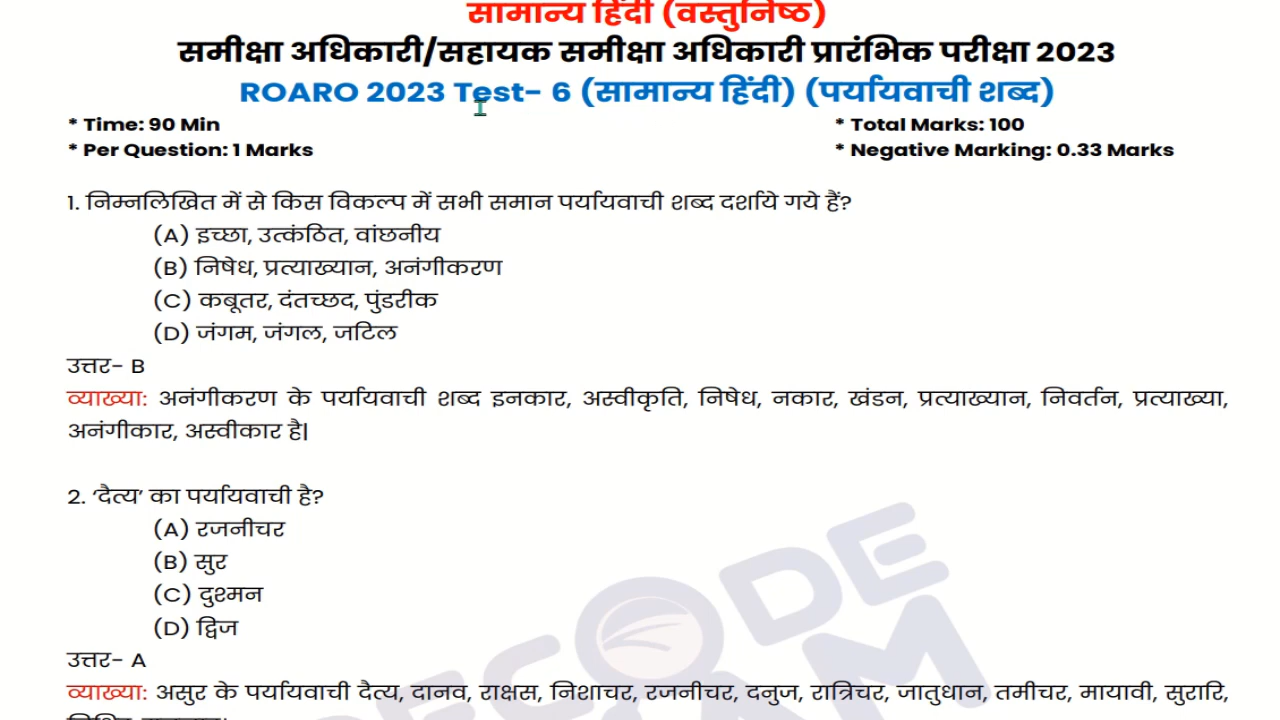 सामान्य हिंदी (वस्तुनिष्ठ)
समीक्षा अधिकारी/सहायक समीक्षा अधिकारी प्रारंभिक परीक्षा 2023
ROARO 2023 Test- 6 (सामान्य हिंदी) (पर्यायवाची शब्द)
* Time: 90 Min * Total Marks: 100
* Per Question: 1 Marks * Negative Marking: 0.33 Marks
1. निम्नलिखित में से किस विकल्प में सभी समान पर्यायवाची शब्द दर्शाये गये हैं?
(A) इच्छा, उत्कंठित, वांछनीय
(B) निषेध, प्रत्याख्यान, अनंगीकरण
(C) कबूतर, दंतच्छद, पुंडरीक
(D) जंगम, जंगल, जटिल
उत्तर- B
व्याख्या: अनंगीकरण के पर्यायवाची शब्द इनकार, अस्वीकृति, निषेध, नकार, खंडन, प्रत्याख्यान, निवर्तन, प्रत्याख्या,
अनंगीकार, अस्वीकार है|
2. ‘दैत्य’ का पर्यायवाची है?
(A) रजनीचर
(B) सुर
(C) दुश्मन
(D) द्विज
उत्तर- A
व्याख्या: असुर के पर्यायवाची दैत्य, दानव, राक्षस, निशाचर, रजनीचर, दनुज, रात्रिचर, जातुधान, तमीचर, मायावी, सुरारि,
DECODE